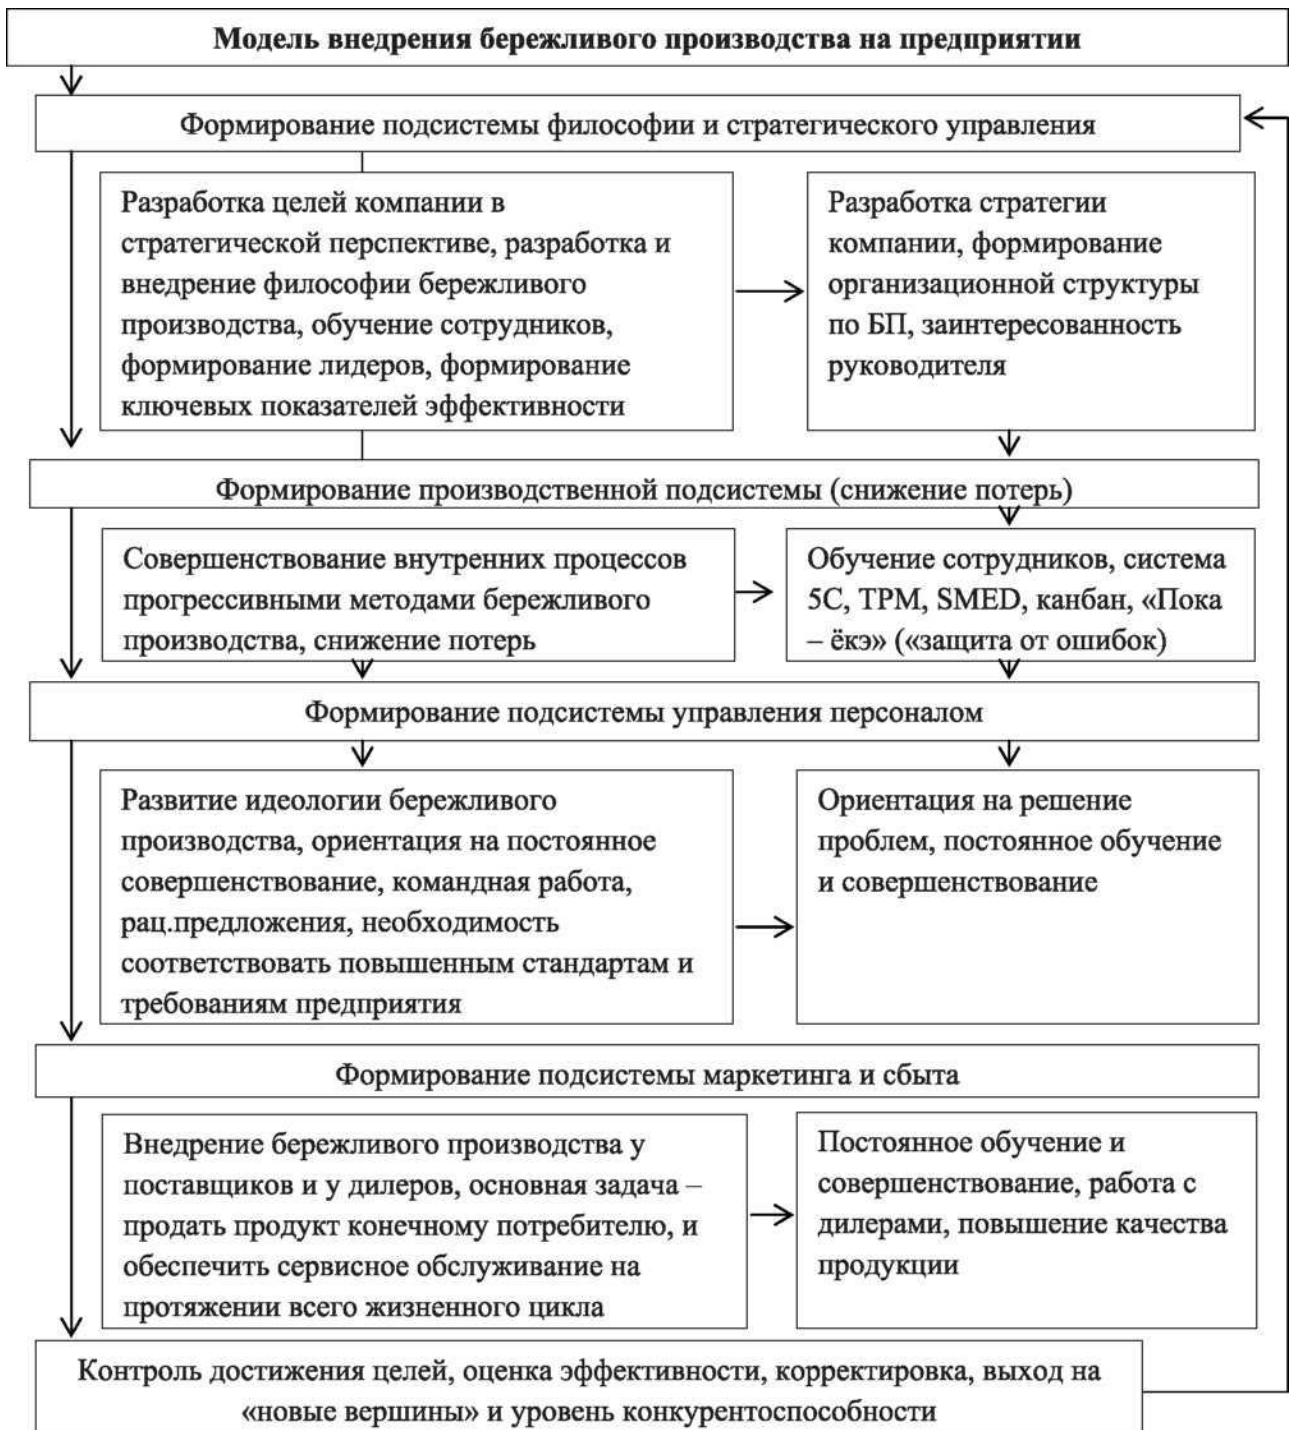 Модель внедрения бережливого производства на предприятии
Формирование подсистемы философии и стратегического управления
Разработка целей компании в
стратегической перспективе, разработка и
внедрение философии бережливого
производства, обучение сотрудников,
формирование лидеров, формирование
ключевых показателей эффективности
Разработка стратегии
компании, формирование
организационной структуры
по БП, заинтересованность
руководителя
Формирование производственной подсистемы (снижение потерь)
Совершенствование внутренних процессов
прогрессивными методами бережливого
производства, снижение потерь
Обучение сотрудников, система
5С, TPM, SMED, канбан, «Пока
– ёкэ» («защита от ошибок)
Формирование подсистемы управления персоналом
Развитие идеологии бережливого
производства, ориентация на постоянное
совершенствование, командная работа,
рац.предложения, необходимость
соответствовать повышенным стандартам и
требованиям предприятия
Ориентация на решение
проблем, постоянное обучение
и совершенствование
Формирование подсистемы маркетинга и сбыта
Внедрение бережливого производства у
поставщиков и у дилеров, основная задача –
продать продукт конечному потребителю, и
обеспечить сервисное обслуживание на
протяжении всего жизненного цикла
Постоянное обучение и
совершенствование, работа с
дилерами, повышение качества
продукции
Контроль достижения целей, оценка эффективности, корректировка, выход на
«новые вершины» и уровень конкурентоспособности